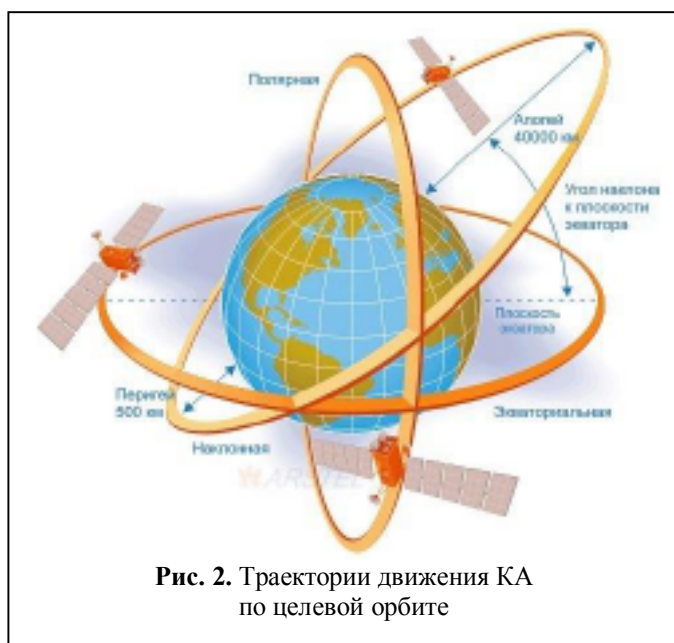 Полярная
Апогей
40000 км
Угол наклона
к плоскости
экватора
Плоскость
экватора
Перигей
500 км
Экваториальная
Наклонная
ARSTEL
Рис. 2. Траектории движения КА
по целевой орбите